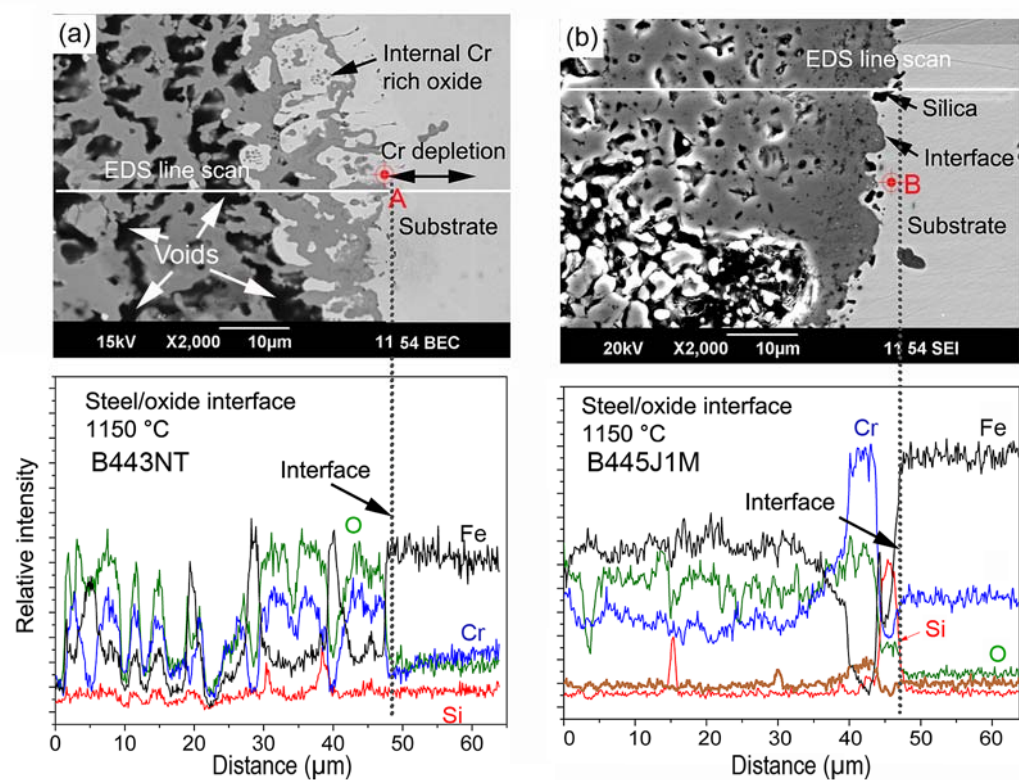 (a)
Internal Cr
rich oxide
Cr depletion
EDS line scan
A
Substrate
Voids
15kV X2,000 10μm 11 54 BEC
(b)
EDS line scan
Silica
Interface
B
Substrate
20kV X2,000 10μm 11 54 SEI
Relative intensity
Steel/oxide interface
1150 °C
B443NT
Interface
O
Fe
Cr
Si
0 10 20 30 40 50 60
Distance (μm)
Steel/oxide interface
1150 °C
B445J1M
Cr
Fe
Interface
Si
O
0 10 20 30 40 50 60
Distance (μm)